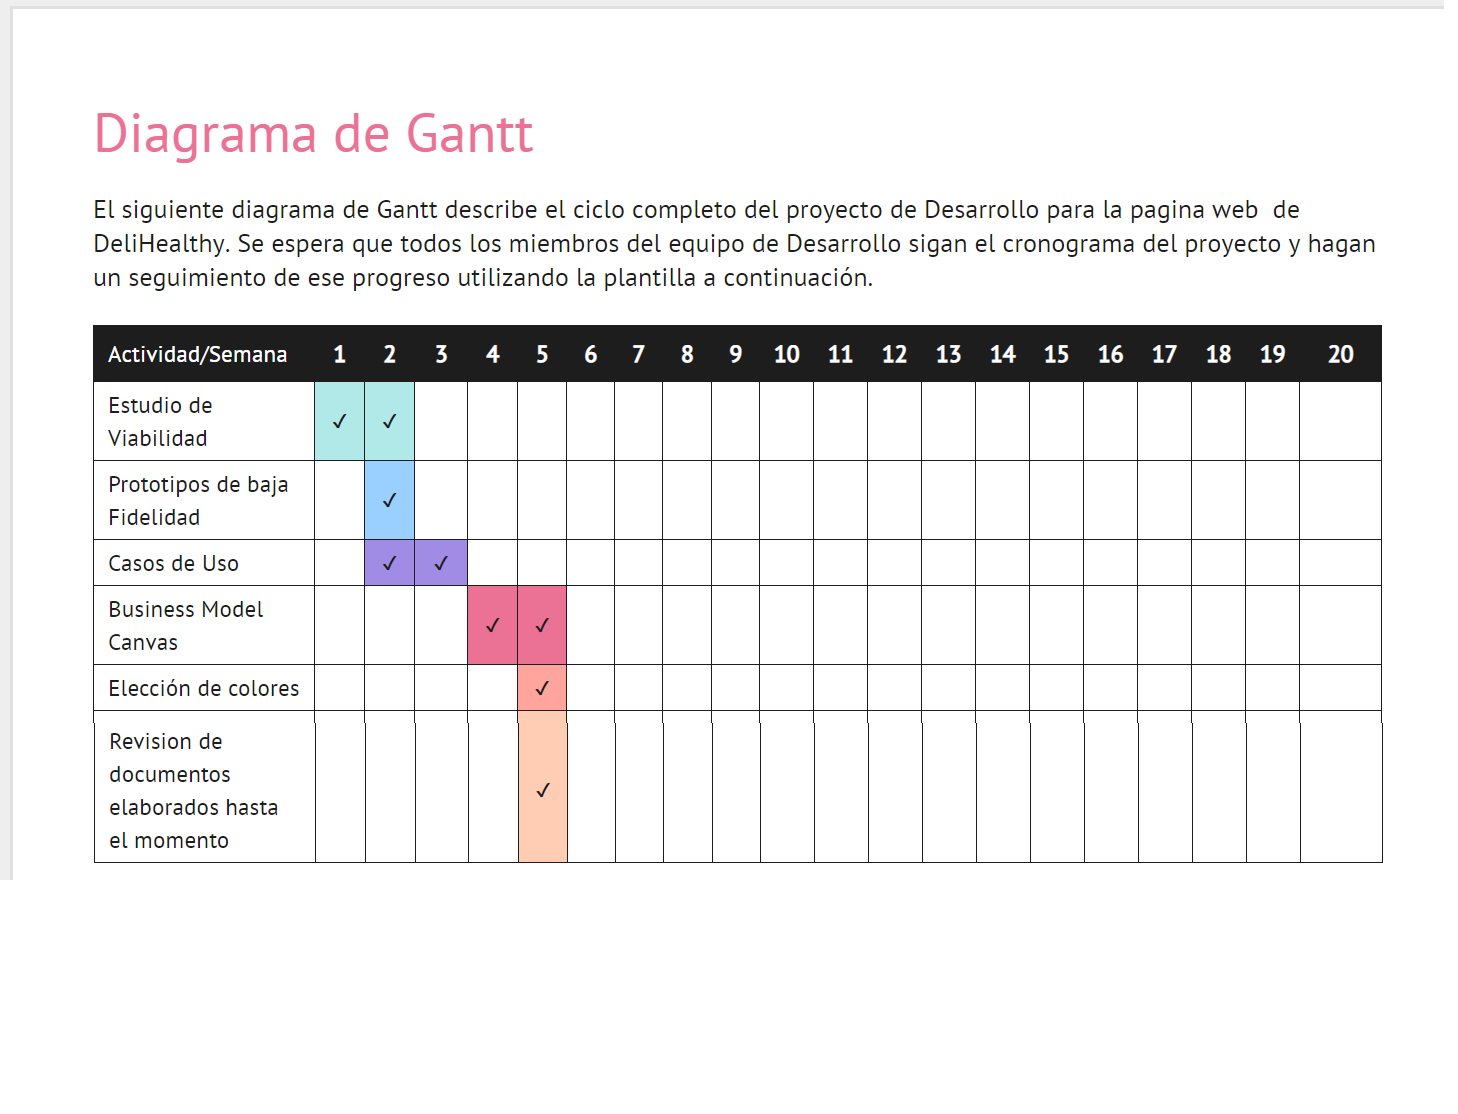 Diagrama de Gantt
El siguiente diagrama de Gantt describe el ciclo completo del proyecto de Desarrollo para la pagina web  de
DeliHealthy. Se espera que todos los miembros del equipo de Desarrollo sigan el cronograma del proyecto y hagan
un seguimiento de ese progreso utilizando la plantilla a continuación.
Actividad/Semana 1 2 3 4 5 6 7 8 9 10 11 12 13 14 15 16 17 18 19 20
Estudio de
Viabilidad
✓ ✓
Prototipos de baja
Fidelidad
✓
Casos de Uso ✓ ✓
Business Model
Canvas
✓ ✓
Elección de colores ✓
Revision de
documentos
elaborados hasta
el momento
✓